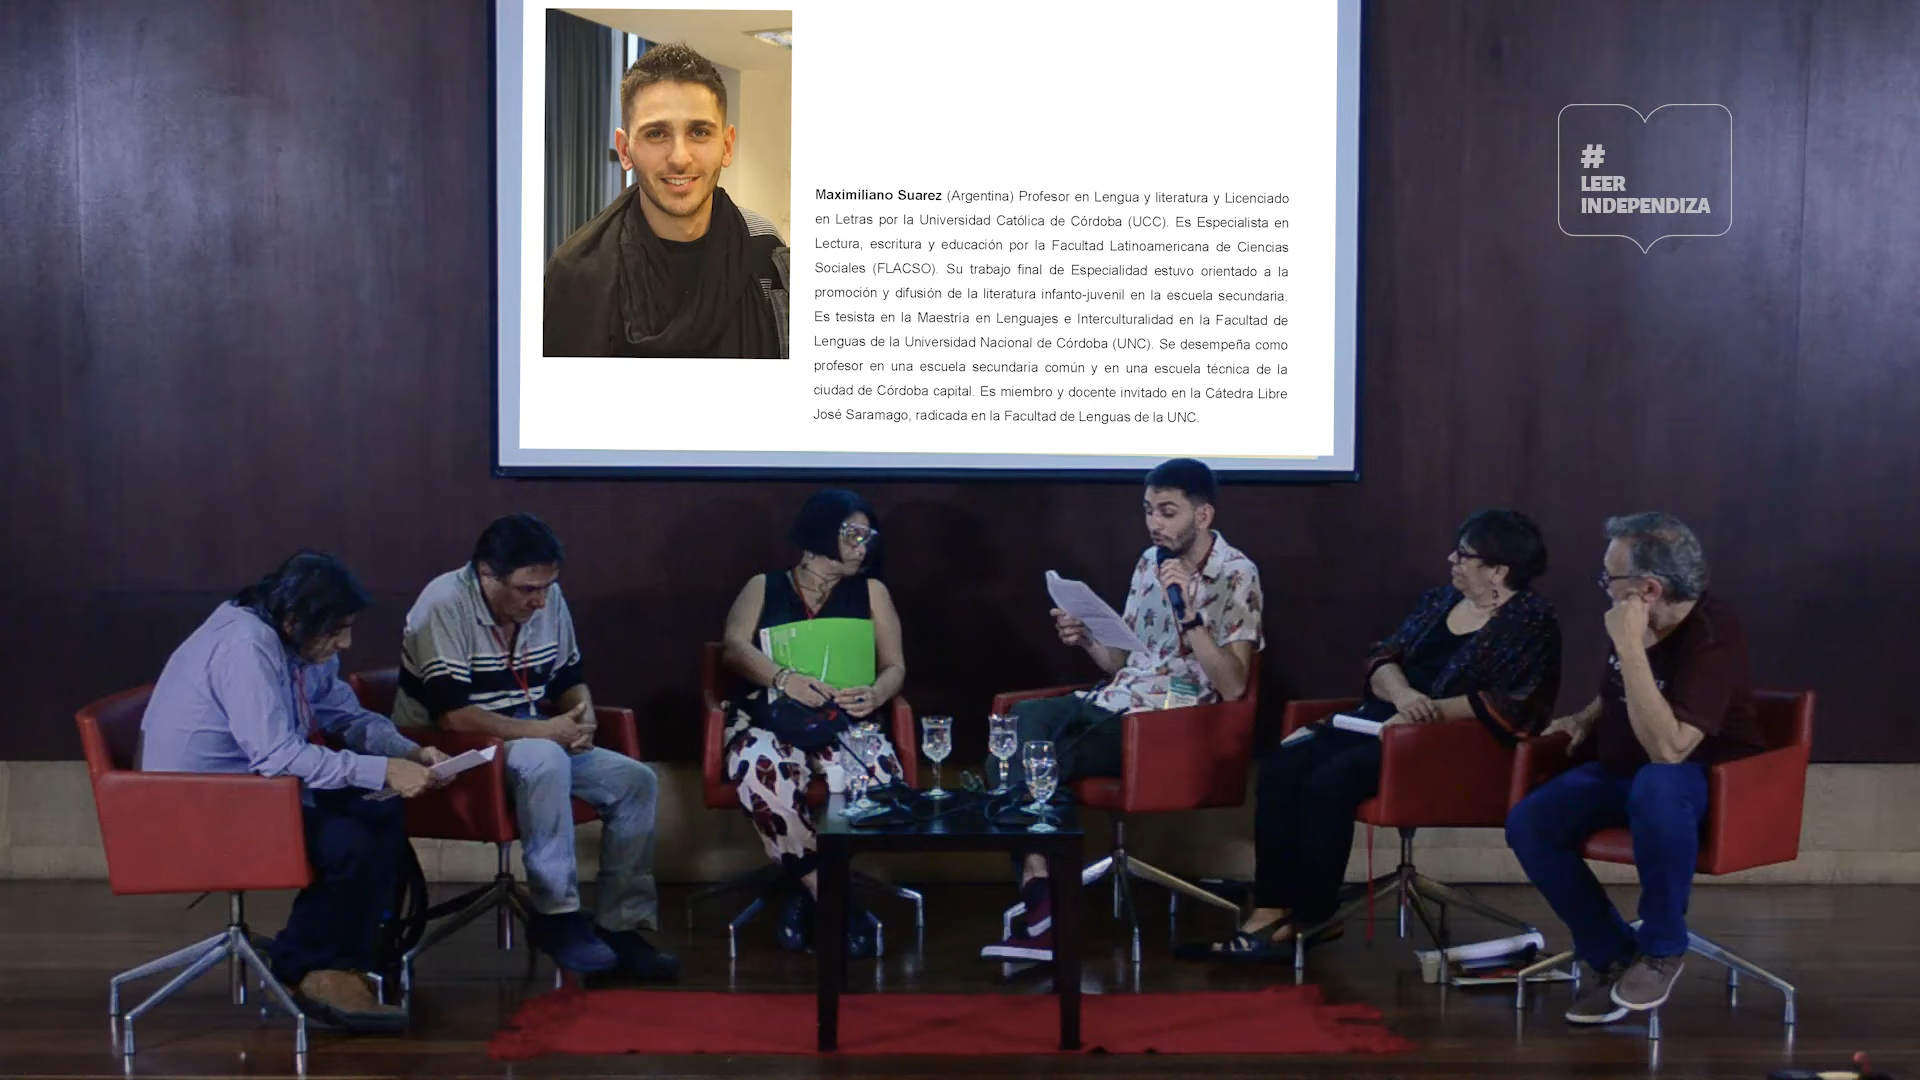 Maximiliano Suarez (Argentina) Profesor en Lengua y literatura y Licenciado
en Letras por la Universidad Católica de Córdoba (UCC). Es Especialista en
Lectura, escritura y educación por la Facultad Latinoamericana de Ciencias
Sociales (FLACSO). Su trabajo final de Especialidad estuvo orientado a la
promoción y difusión de la literatura infanto-juvenil en la escuela secundaria.
Es tesista en la Maestría en Lenguajes e Interculturalidad en la Facultad de
Lenguas de la Universidad Nacional de Córdoba (UNC). Se desempeña como
profesor en una escuela secundaria común y en una escuela técnica de la
ciudad de Córdoba capital. Es miembro y docente invitado en la Cátedra Libre
José Saramago, radicada en la Facultad de Lenguas de la UNC.
#
LEER
INDEPENDIZA